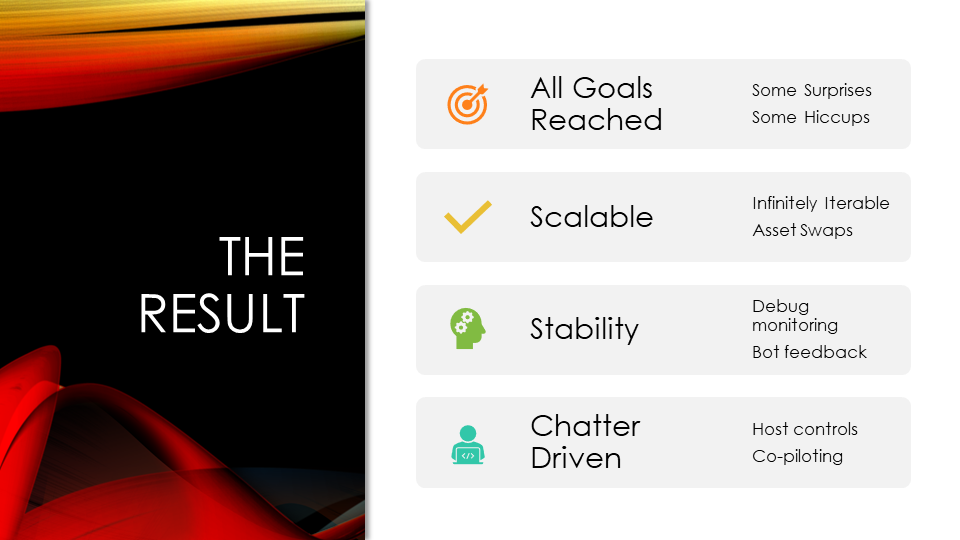 THE
RESULT
All Goals
Reached
Some Surprises
Some Hiccups
Scalable
Infinitely Iterable
Asset Swaps
Stability
Debug
monitoring
Bot feedback
Chatter
Driven
Host controls
Co-piloting